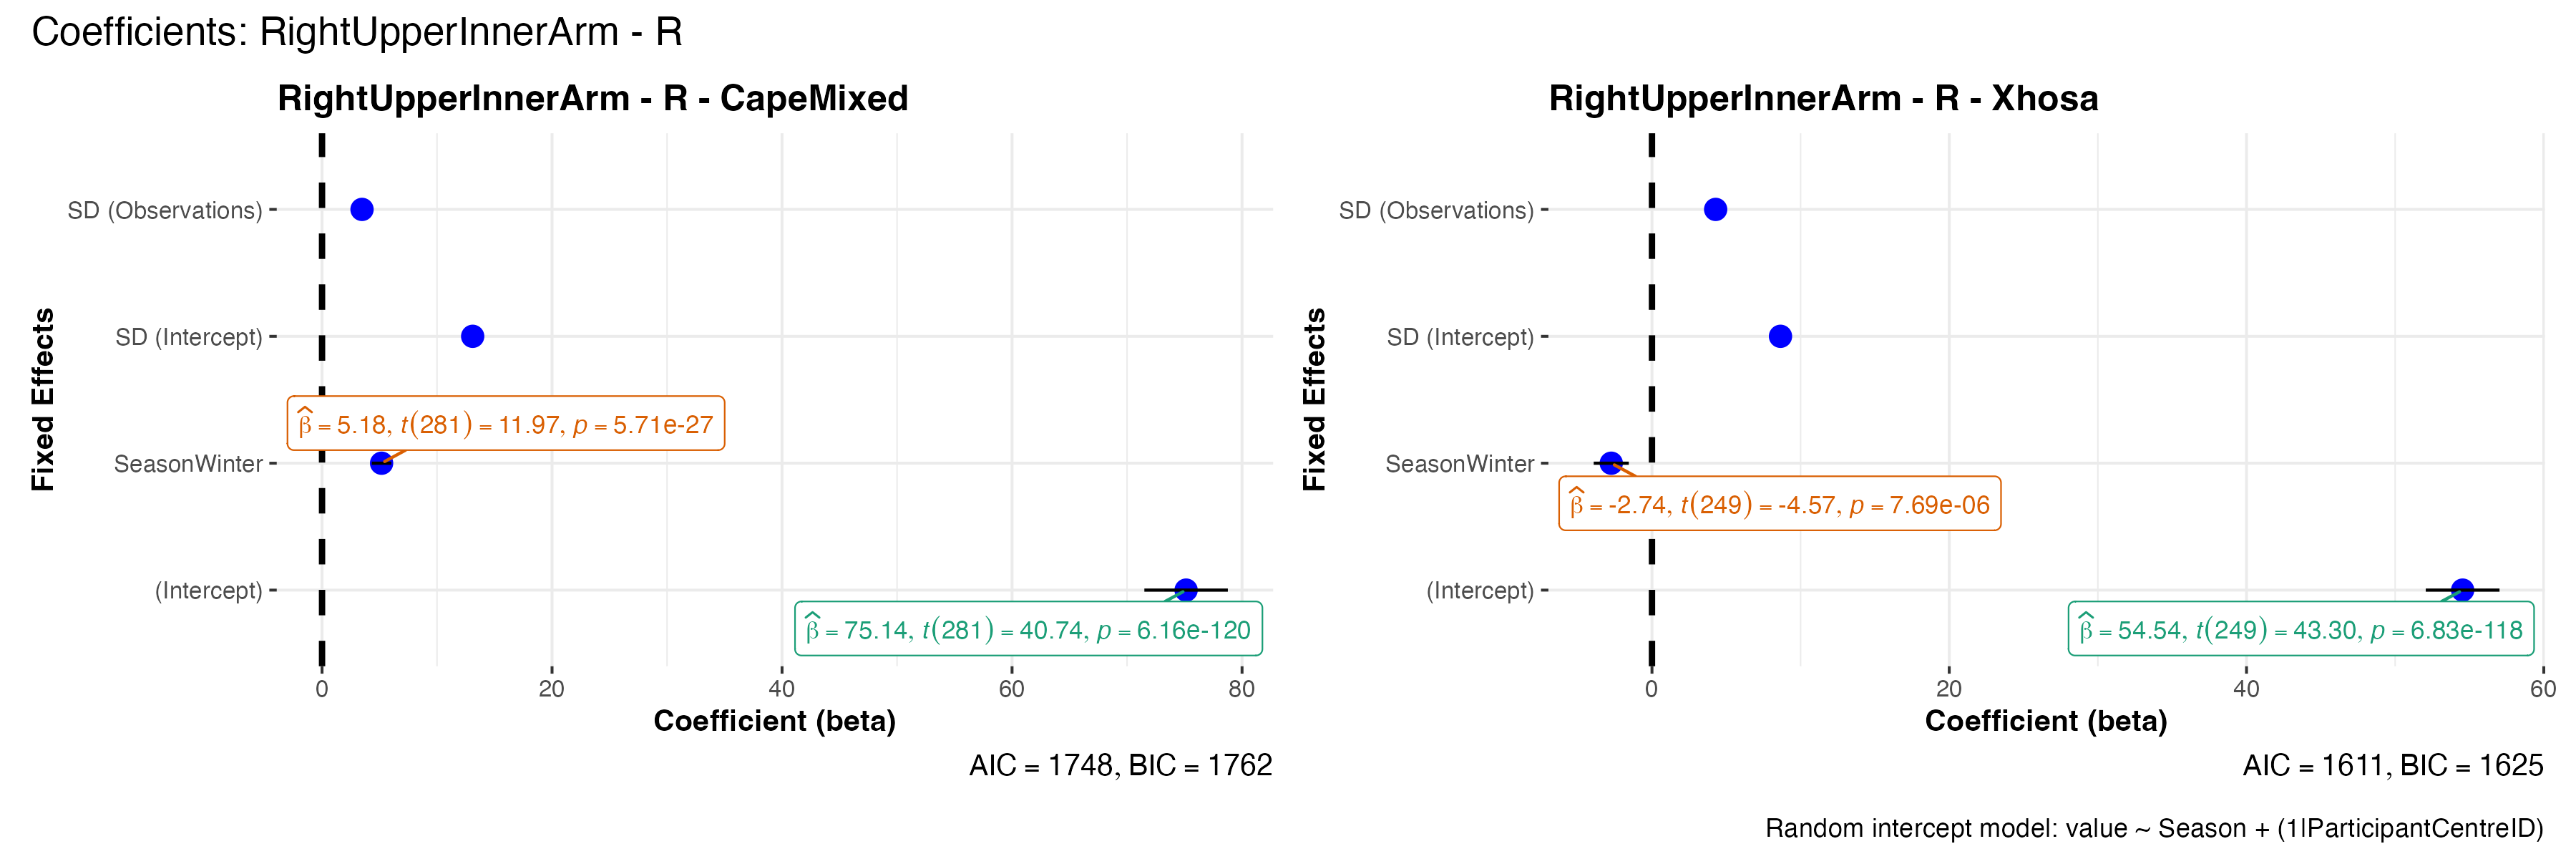 Coefficients: RightUpperInnerArm - R
RightUpperInnerArm - R - CapeMixed
SD (Observations)
SD (Intercept)
SeasonWinter
(Intercept)
Fixed Effects
β̂ = 5.18, t(281) = 11.97, p = 5.71e-27
β̂ = 75.14, t(281) = 40.74, p = 6.16e-120
0 20 40 60 80
Coefficient (beta)
AIC = 1748, BIC = 1762
RightUpperInnerArm - R - Xhosa
SD (Observations)
SD (Intercept)
SeasonWinter
(Intercept)
Fixed Effects
β̂ = -2.74, t(249) = -4.57, p = 7.69e-06
β̂ = 54.54, t(249) = 43.30, p = 6.83e-118
0 20 40 60
Coefficient (beta)
AIC = 1611, BIC = 1625
Random intercept model: value ~ Season + (1|ParticipantCentreID)